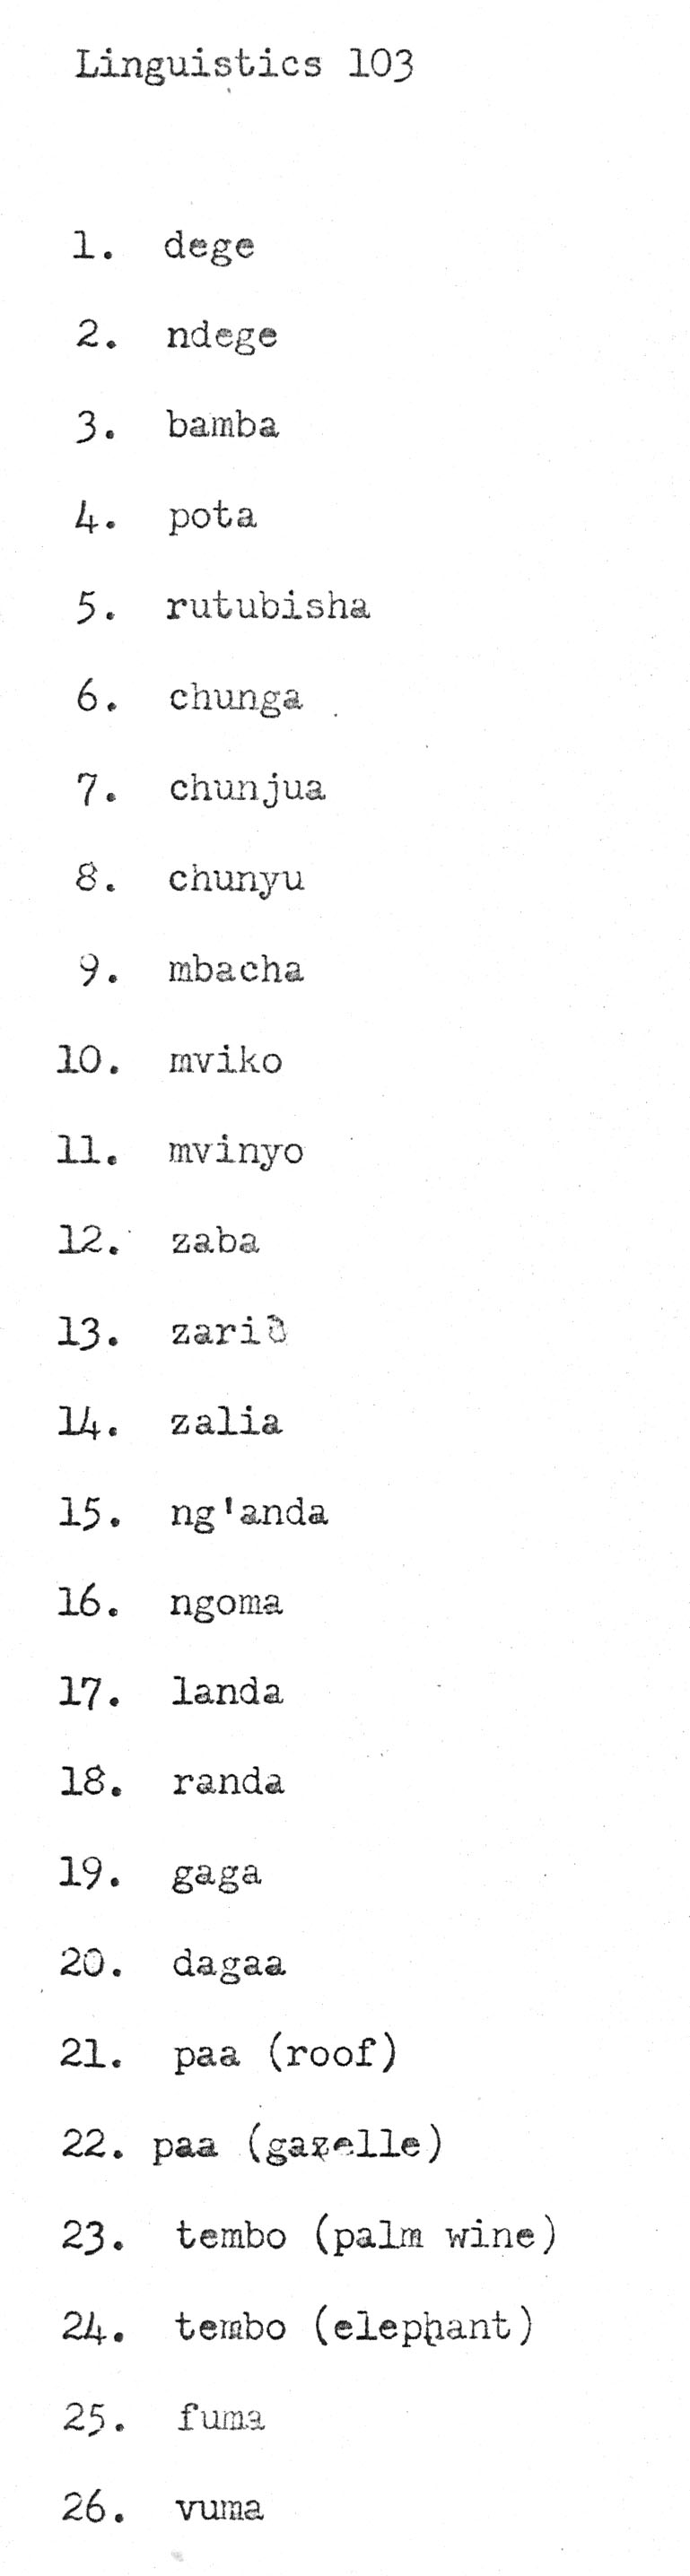 Linguistics 103
1. dege
2. ndege
3. bamba
4. pota
5. rutubisha
6. chunga
7. chunjua
8. chunyu
9. mbacha
10. mviko
11. mvinyo
12. zaba
13.
14. zalia
15. ng'anda
16. ngoma
17. landa
18. randa
19. gaga
20. dagaa
21. paa (roof)
22. paa (gazelle)
23. tembo (palm wine)
24. tembo (elephant)
25. fuma
26. vuma